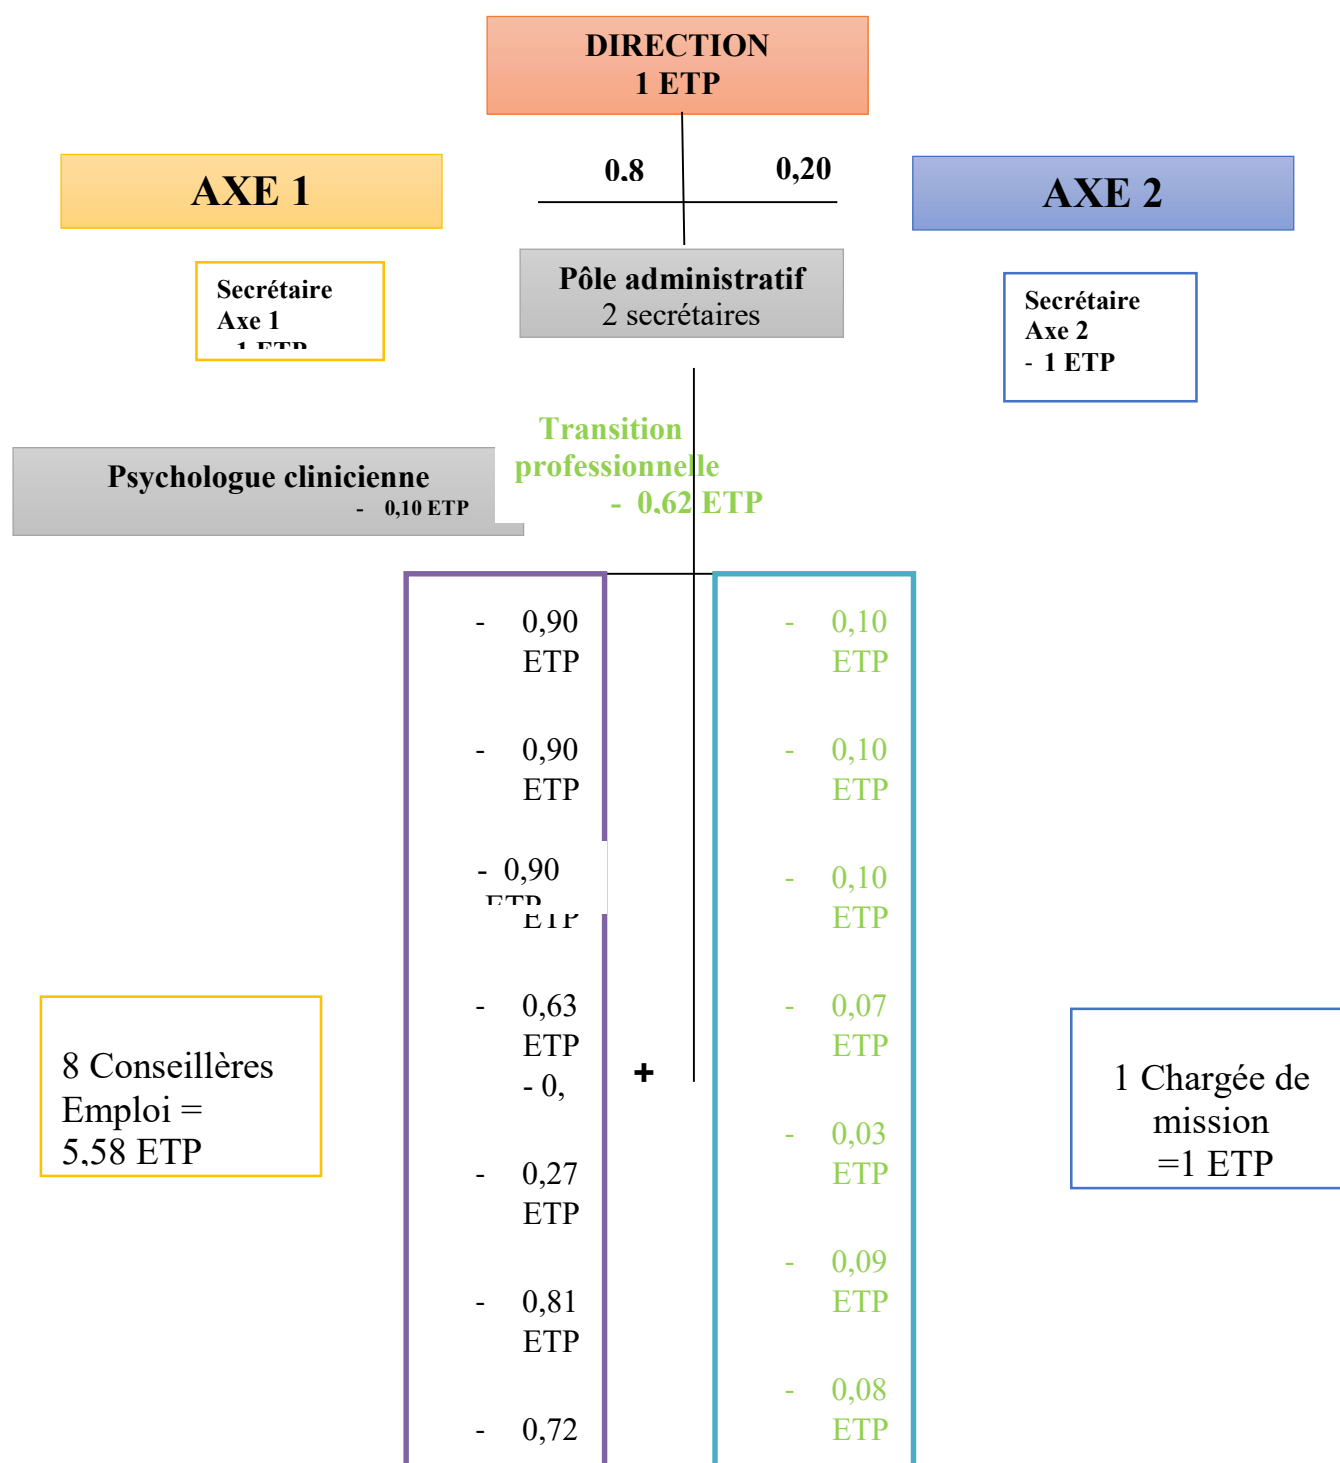 DIRECTION
1 ETP
0.8
0,20
AXE 1
AXE 2
Secrétaire
Axe 1
- 1 ETP
Pôle administratif
2 secrétaires
Secrétaire
Axe 2
- 1 ETP
Transition
professionnelle
- 0,62 ETP
Psychologue clinicienne
- 0,10 ETP
- 0,90
ETP
- 0,90
ETP
- 0,90
ETP
ETP
- 0,63
ETP
- 0,
- 0,27
ETP
- 0,81
ETP
- 0,72
+
- 0,10
ETP
- 0,10
ETP
- 0,10
ETP
- 0,07
ETP
- 0,03
ETP
- 0,09
ETP
- 0,08
ETP
8 Conseillères
Emploi =
5,58 ETP
1 Chargée de
mission
=1 ETP